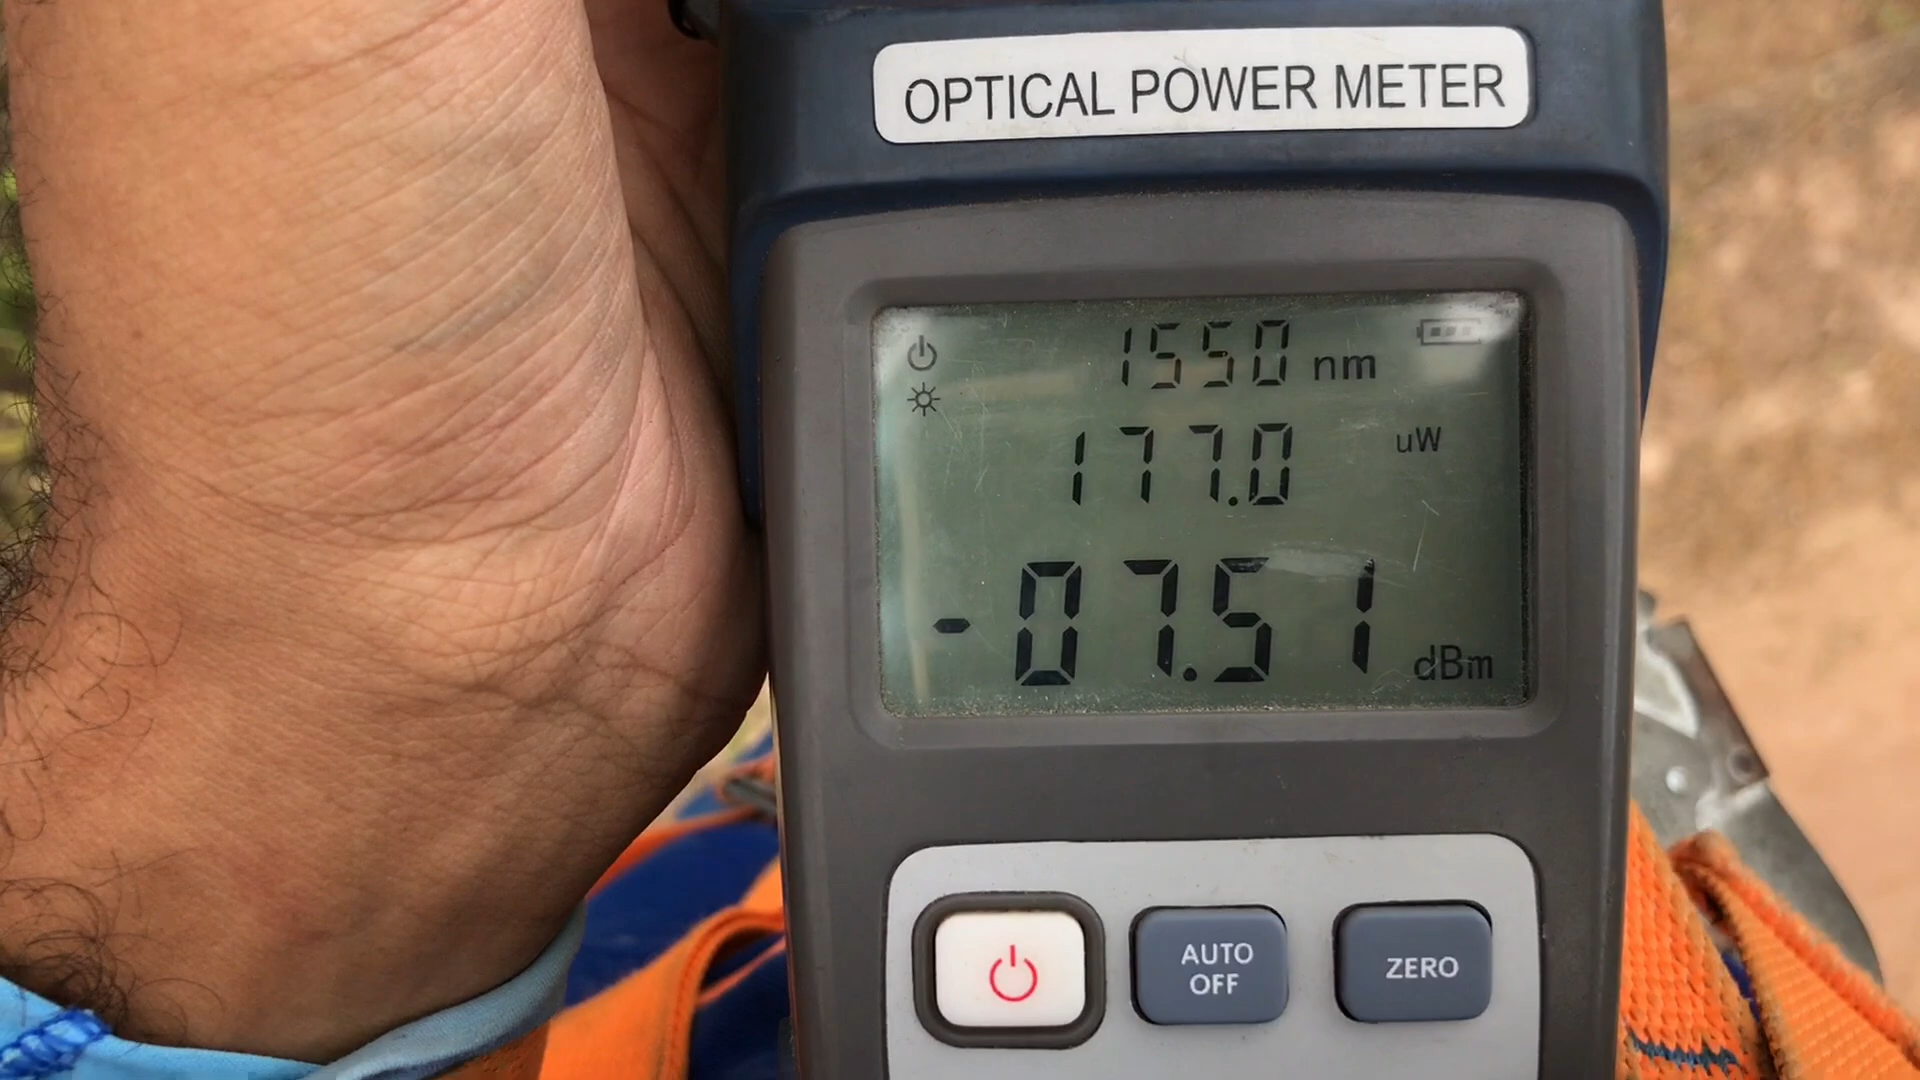 OPTICAL POWER METER
1550 nm
177.0 uW
-07.51 dBm
AUTO OFF
ZERO